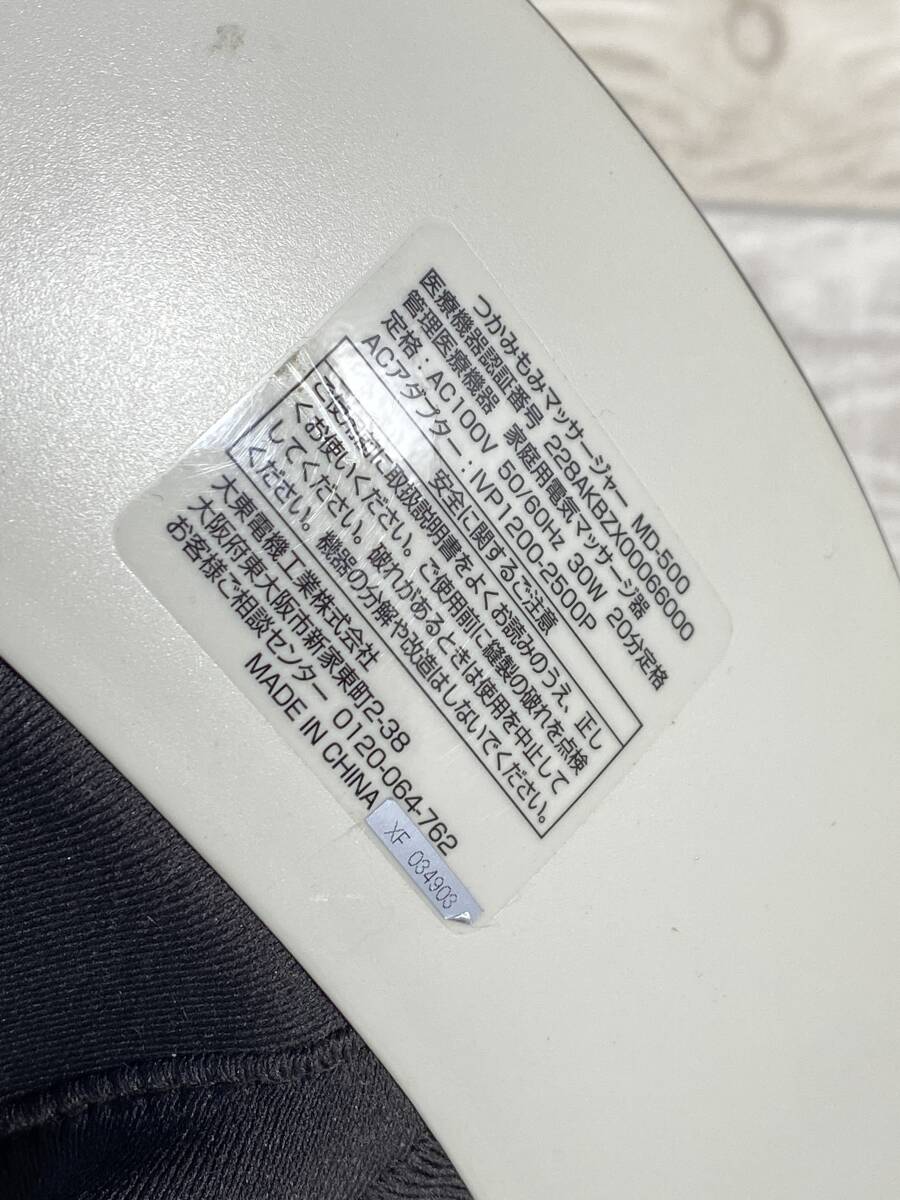 つかみもみマッサージャー MD-500
医療機器認証番号 228AKBZX00066000
管理医療機器 家庭用電気マッサージ器
定格：AC100V 50/60Hz 30W 20分定格
ACアダプター：IVP1200-2500P
安全に関するご注意
ご使用前に取扱説明書をよくお読みのうえ、正し
くお使いください。ご使用前に縫製の破れを点検
してください。破れがあるときは使用を中止して
ください。機器の分解や改造はしないでください。
大東電機工業株式会社
大阪府東大阪市新家東町2-38
お客様ご相談センター 0120-064-762
MADE IN CHINA
XF 034903